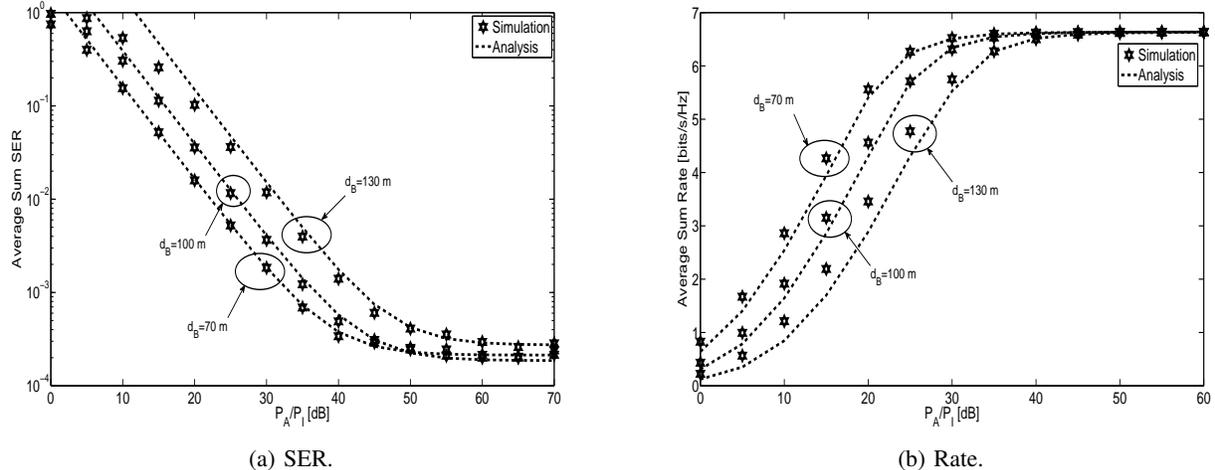 10⁰
10⁻¹
10⁻²
10⁻³
10⁻⁴
Average Sum SER
0 10 20 30 40 50 60 70
P_A/P_I [dB]
Simulation
Analysis
d_B=130 m
d_B=100 m
d_B=70 m
(a) SER.
7
6
5
4
3
2
1
0
Average Sum Rate [bits/s/Hz]
0 10 20 30 40 50 60
P_A/P_I [dB]
Simulation
Analysis
d_B=70 m
d_B=130 m
d_B=100 m
(b) Rate.